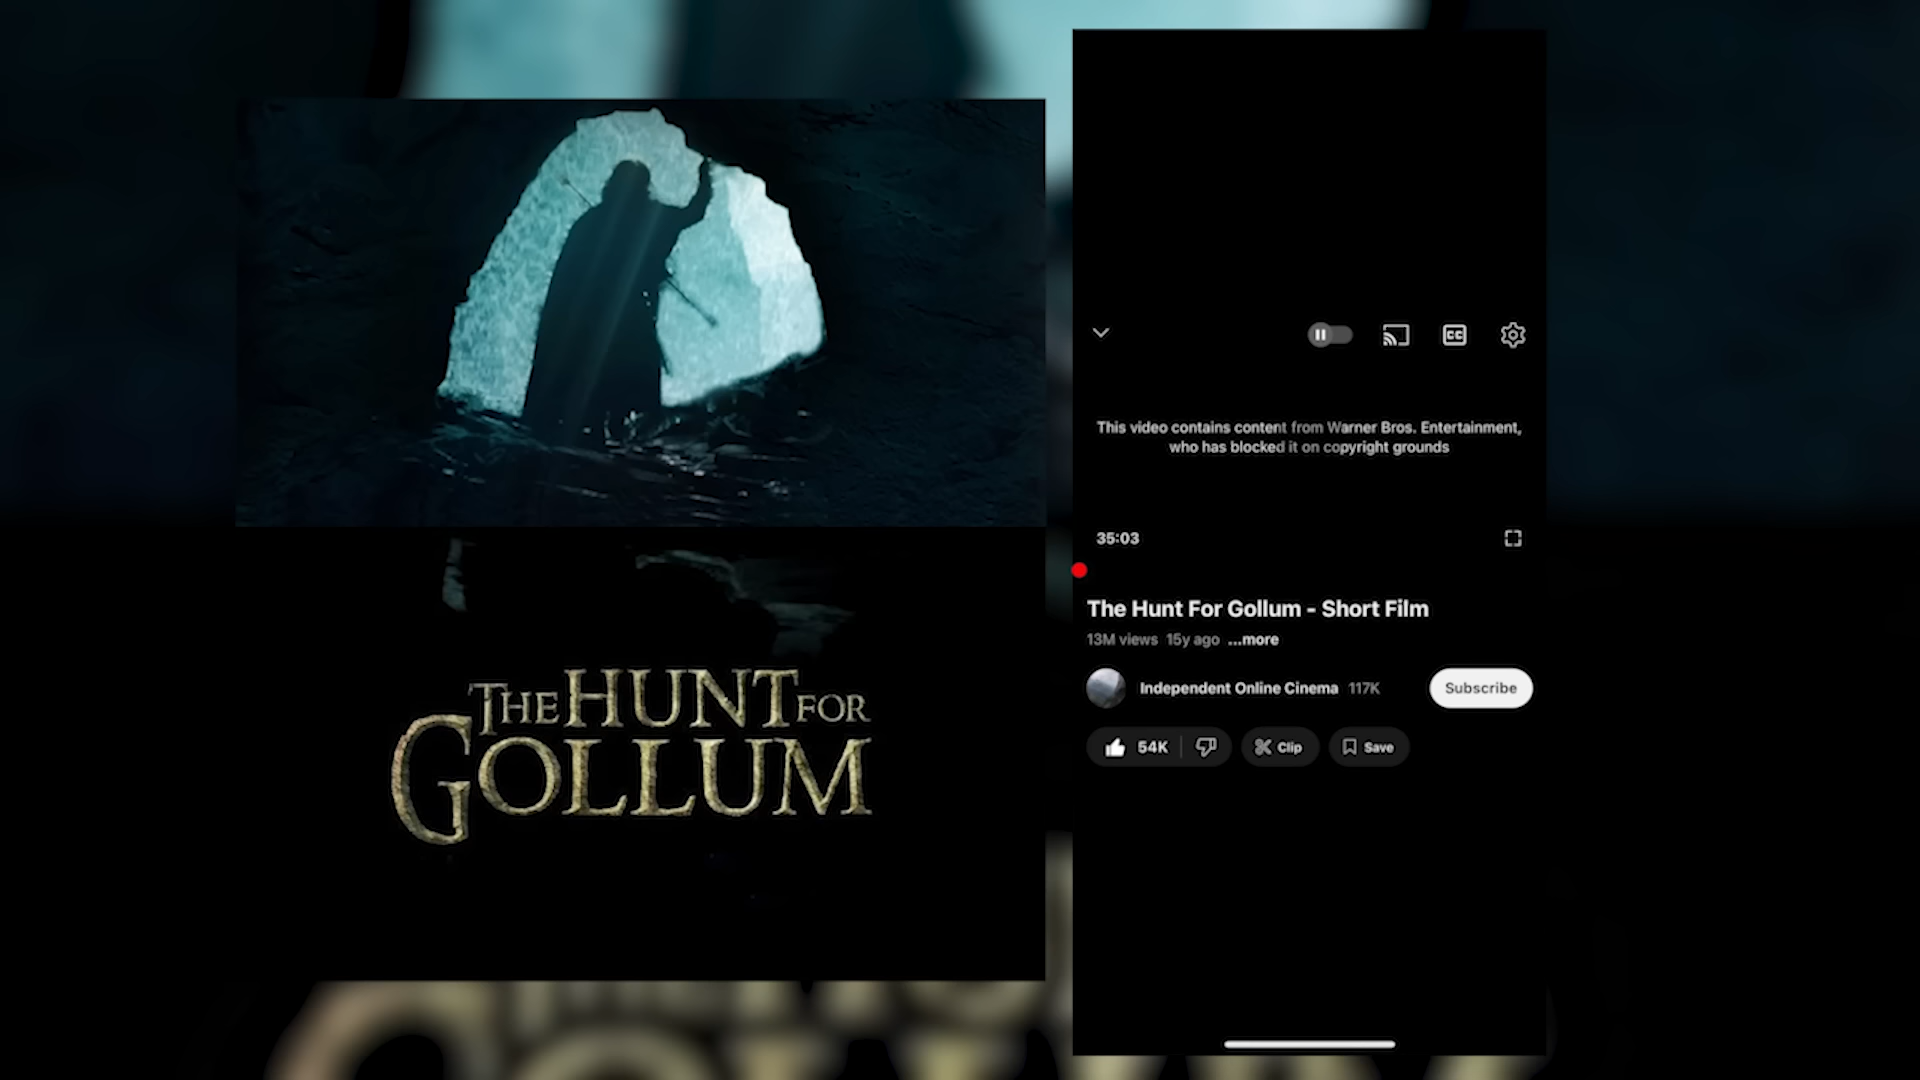 THE HUNT FOR
GOLLUM
This video contains content from Warner Bros. Entertainment,
who has blocked it on copyright grounds
35:03
The Hunt For Gollum - Short Film
13M views 15y ago ...more
Independent Online Cinema 117K
Subscribe
54K
Clip
Save